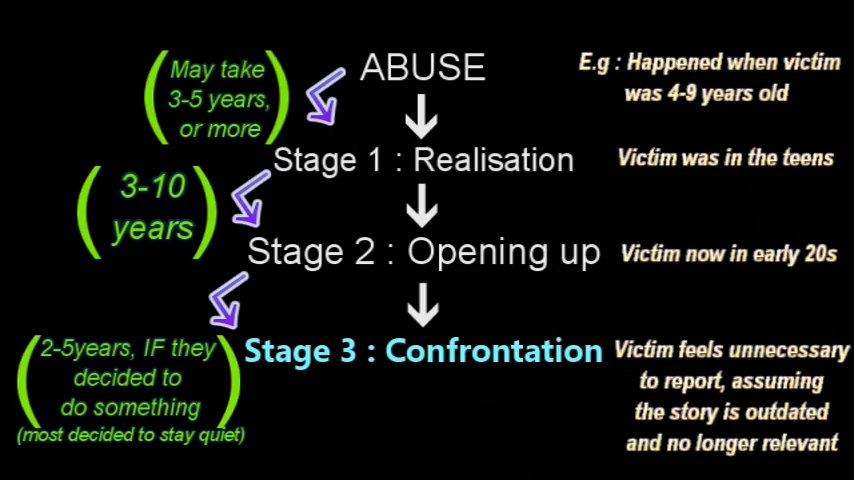 ABUSE
May take
3-5 years,
or more
E.g : Happened when victim
was 4-9 years old
Stage 1 : Realisation
Victim was in the teens
3-10
years
Stage 2 : Opening up
Victim now in early 20s
2-5years, IF they
decided to
do something
(most decided to stay quiet)
Stage 3 : Confrontation
Victim feels unnecessary
to report, assuming
the story is outdated
and no longer relevant